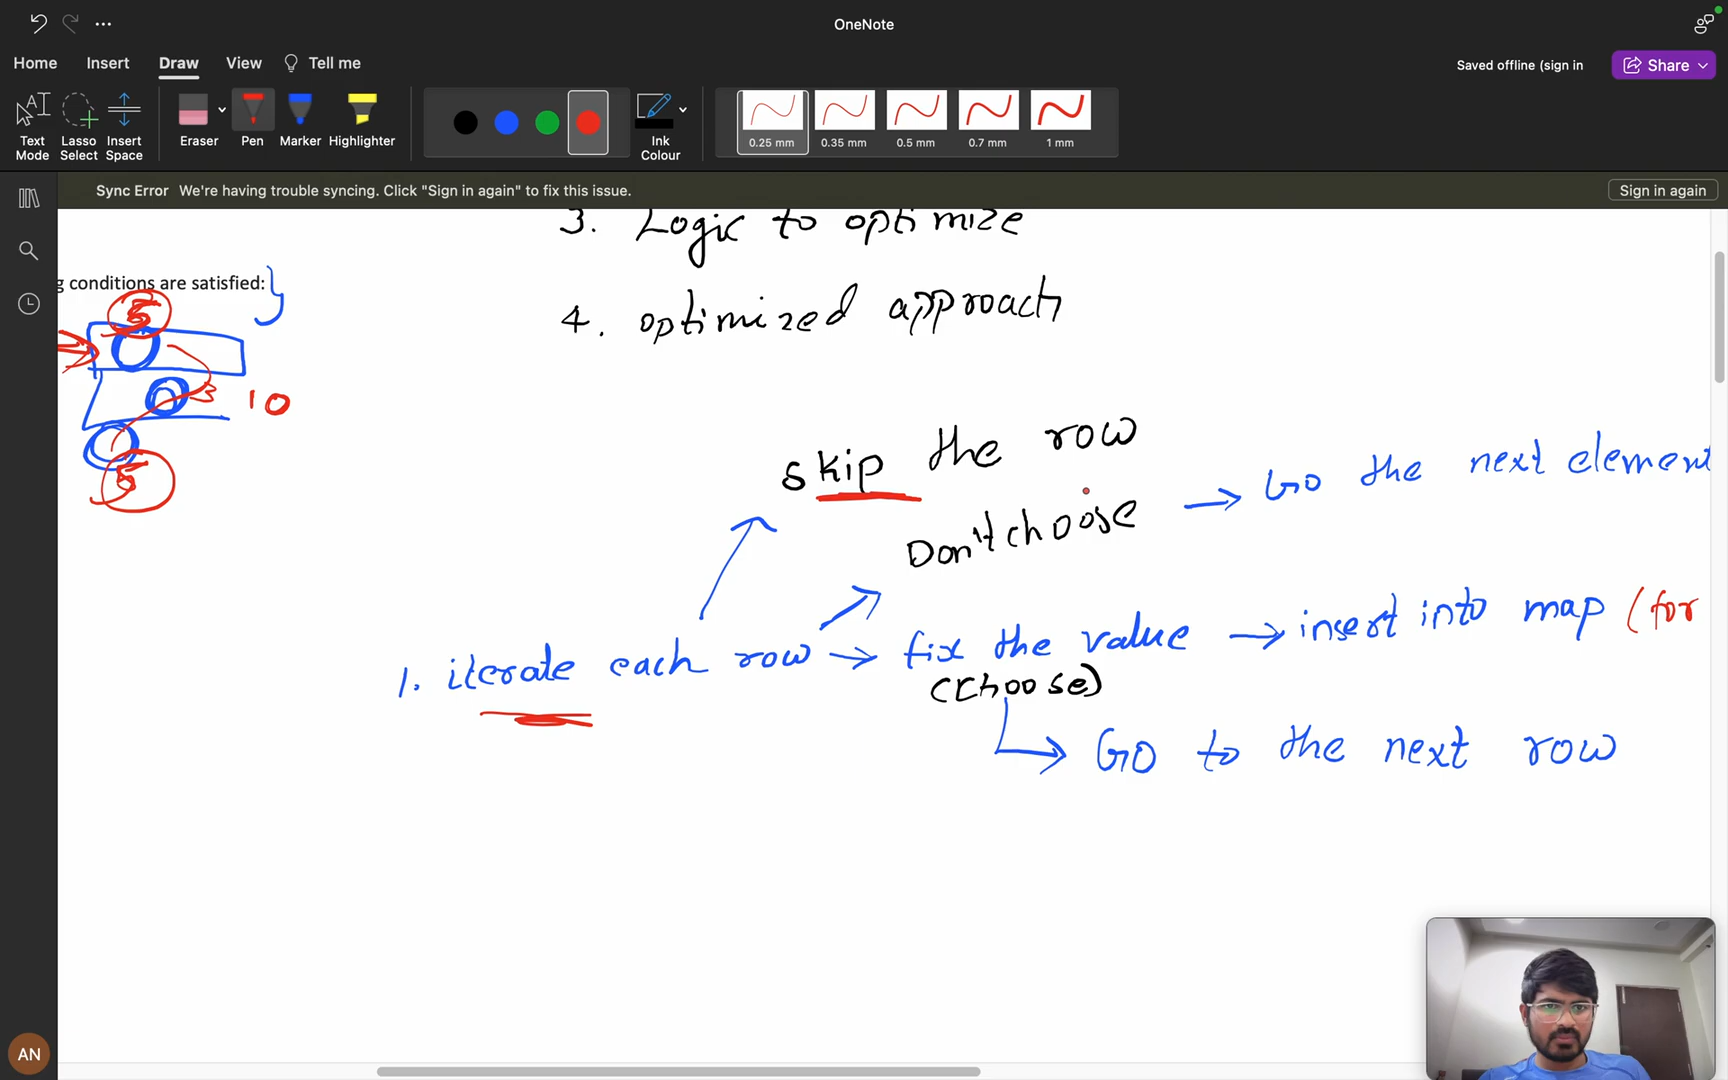 OneNote
Home Insert Draw View Tell me
Saved offline (sign in
Share
Text Mode
Lasso Select
Insert Space
Eraser
Pen
Marker
Highlighter
Ink Colour
0.25 mm
0.35 mm
0.5 mm
0.7 mm
1 mm
Sync Error We're having trouble syncing. Click "Sign in again" to fix this issue.
Sign in again
3. Logic to optimize
g conditions are satisfied:
5
4. optimized approach
10
5
skip the row
Don't choose → Go the next element
1. iterate each row → fix the value → insert into map (for
(choose)
Go to the next row
AN